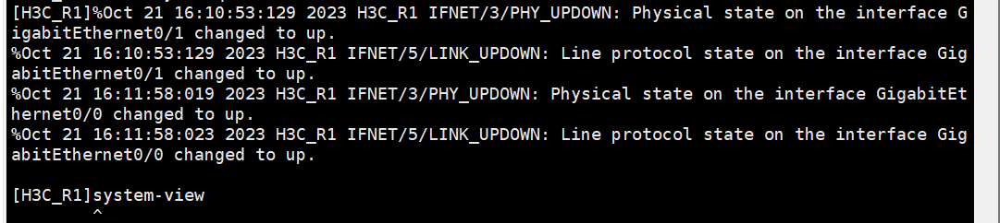 [H3C_R1]%Oct 21 16:10:53:129 2023 H3C_R1 IFNET/3/PHY_UPDOWN: Physical state on the interface G
igabitEthernet0/1 changed to up.
%Oct 21 16:10:53:129 2023 H3C_R1 IFNET/5/LINK_UPDOWN: Line protocol state on the interface Gig
abitEthernet0/1 changed to up.
%Oct 21 16:11:58:019 2023 H3C_R1 IFNET/3/PHY_UPDOWN: Physical state on the interface GigabitEt
hernet0/0 changed to up.
%Oct 21 16:11:58:023 2023 H3C_R1 IFNET/5/LINK_UPDOWN: Line protocol state on the interface Gig
abitEthernet0/0 changed to up.
[H3C_R1]system-view
^